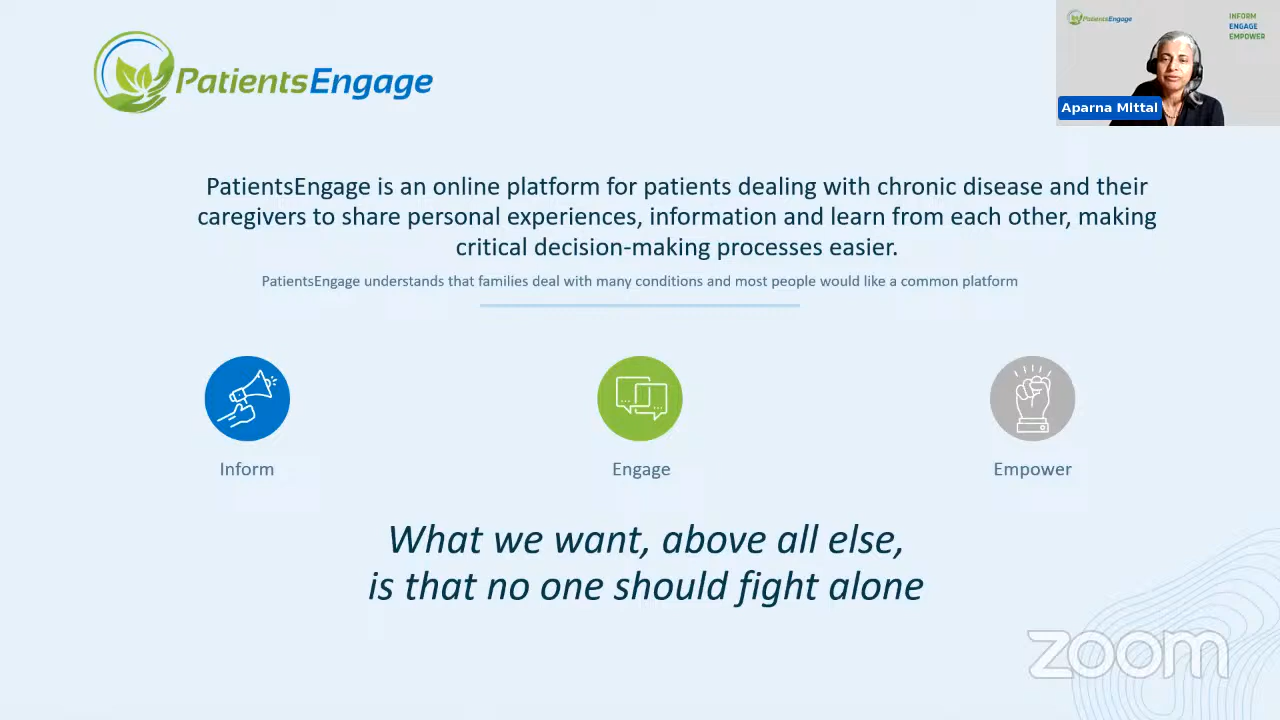 PatientsEngage
PatientsEngage
INFORM
ENGAGE
EMPOWER
Aparna Mittal
PatientsEngage is an online platform for patients dealing with chronic disease and their
caregivers to share personal experiences, information and learn from each other, making
critical decision-making processes easier.
PatientsEngage understands that families deal with many conditions and most people would like a common platform
Inform
Engage
Empower
What we want, above all else,
is that no one should fight alone
zoom